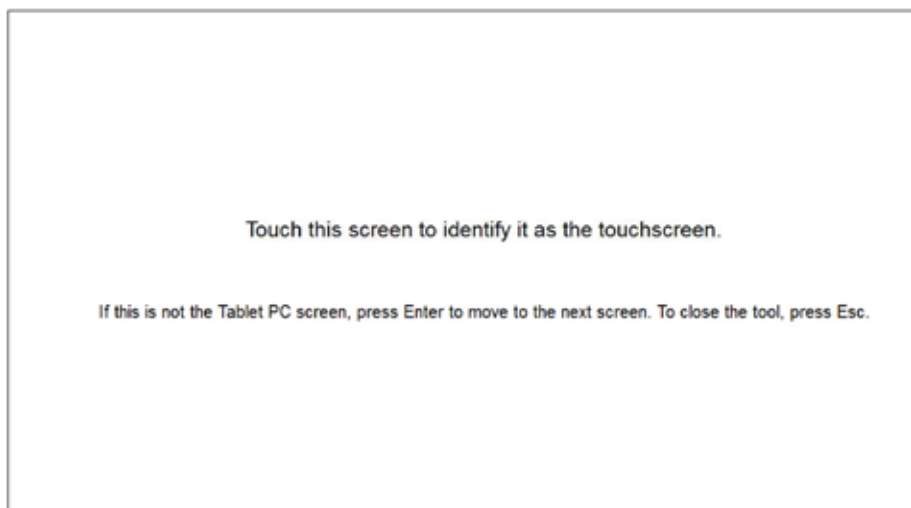 Touch this screen to identify it as the touchscreen.
If this is not the Tablet PC screen, press Enter to move to the next screen. To close the tool, press Esc.